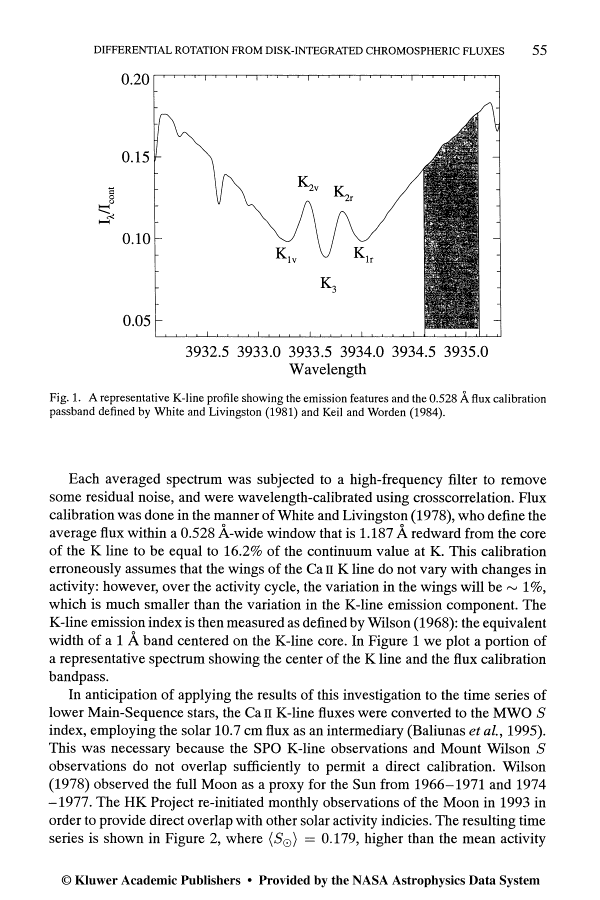 DIFFERENTIAL ROTATION FROM DISK-INTEGRATED CHROMOSPHERIC FLUXES 55
0.20
0.15
0.10
0.05
I_λ/I_cont
K_2v
K_2r
K_1v
K_1r
K_3
3932.5 3933.0 3933.5 3934.0 3934.5 3935.0
Wavelength
Fig. 1. A representative K-line profile showing the emission features and the 0.528 Å flux calibration
passband defined by White and Livingston (1981) and Keil and Worden (1984).
Each averaged spectrum was subjected to a high-frequency filter to remove
some residual noise, and were wavelength-calibrated using crosscorrelation. Flux
calibration was done in the manner of White and Livingston (1978), who define the
average flux within a 0.528 Å-wide window that is 1.187 Å redward from the core
of the K line to be equal to 16.2% of the continuum value at K. This calibration
erroneously assumes that the wings of the Ca II K line do not vary with changes in
activity: however, over the activity cycle, the variation in the wings will be ~ 1%,
which is much smaller than the variation in the K-line emission component. The
K-line emission index is then measured as defined by Wilson (1968): the equivalent
width of a 1 Å band centered on the K-line core. In Figure 1 we plot a portion of
a representative spectrum showing the center of the K line and the flux calibration
bandpass.
In anticipation of applying the results of this investigation to the time series of
lower Main-Sequence stars, the Ca II K-line fluxes were converted to the MWO S
index, employing the solar 10.7 cm flux as an intermediary (Baliunas et al., 1995).
This was necessary because the SPO K-line observations and Mount Wilson S
observations do not overlap sufficiently to permit a direct calibration. Wilson
(1978) observed the full Moon as a proxy for the Sun from 1966–1971 and 1974
–1977. The HK Project re-initiated monthly observations of the Moon in 1993 in
order to provide direct overlap with other solar activity indicies. The resulting time
series is shown in Figure 2, where ⟨S_⊙⟩ = 0.179, higher than the mean activity
© Kluwer Academic Publishers • Provided by the NASA Astrophysics Data System